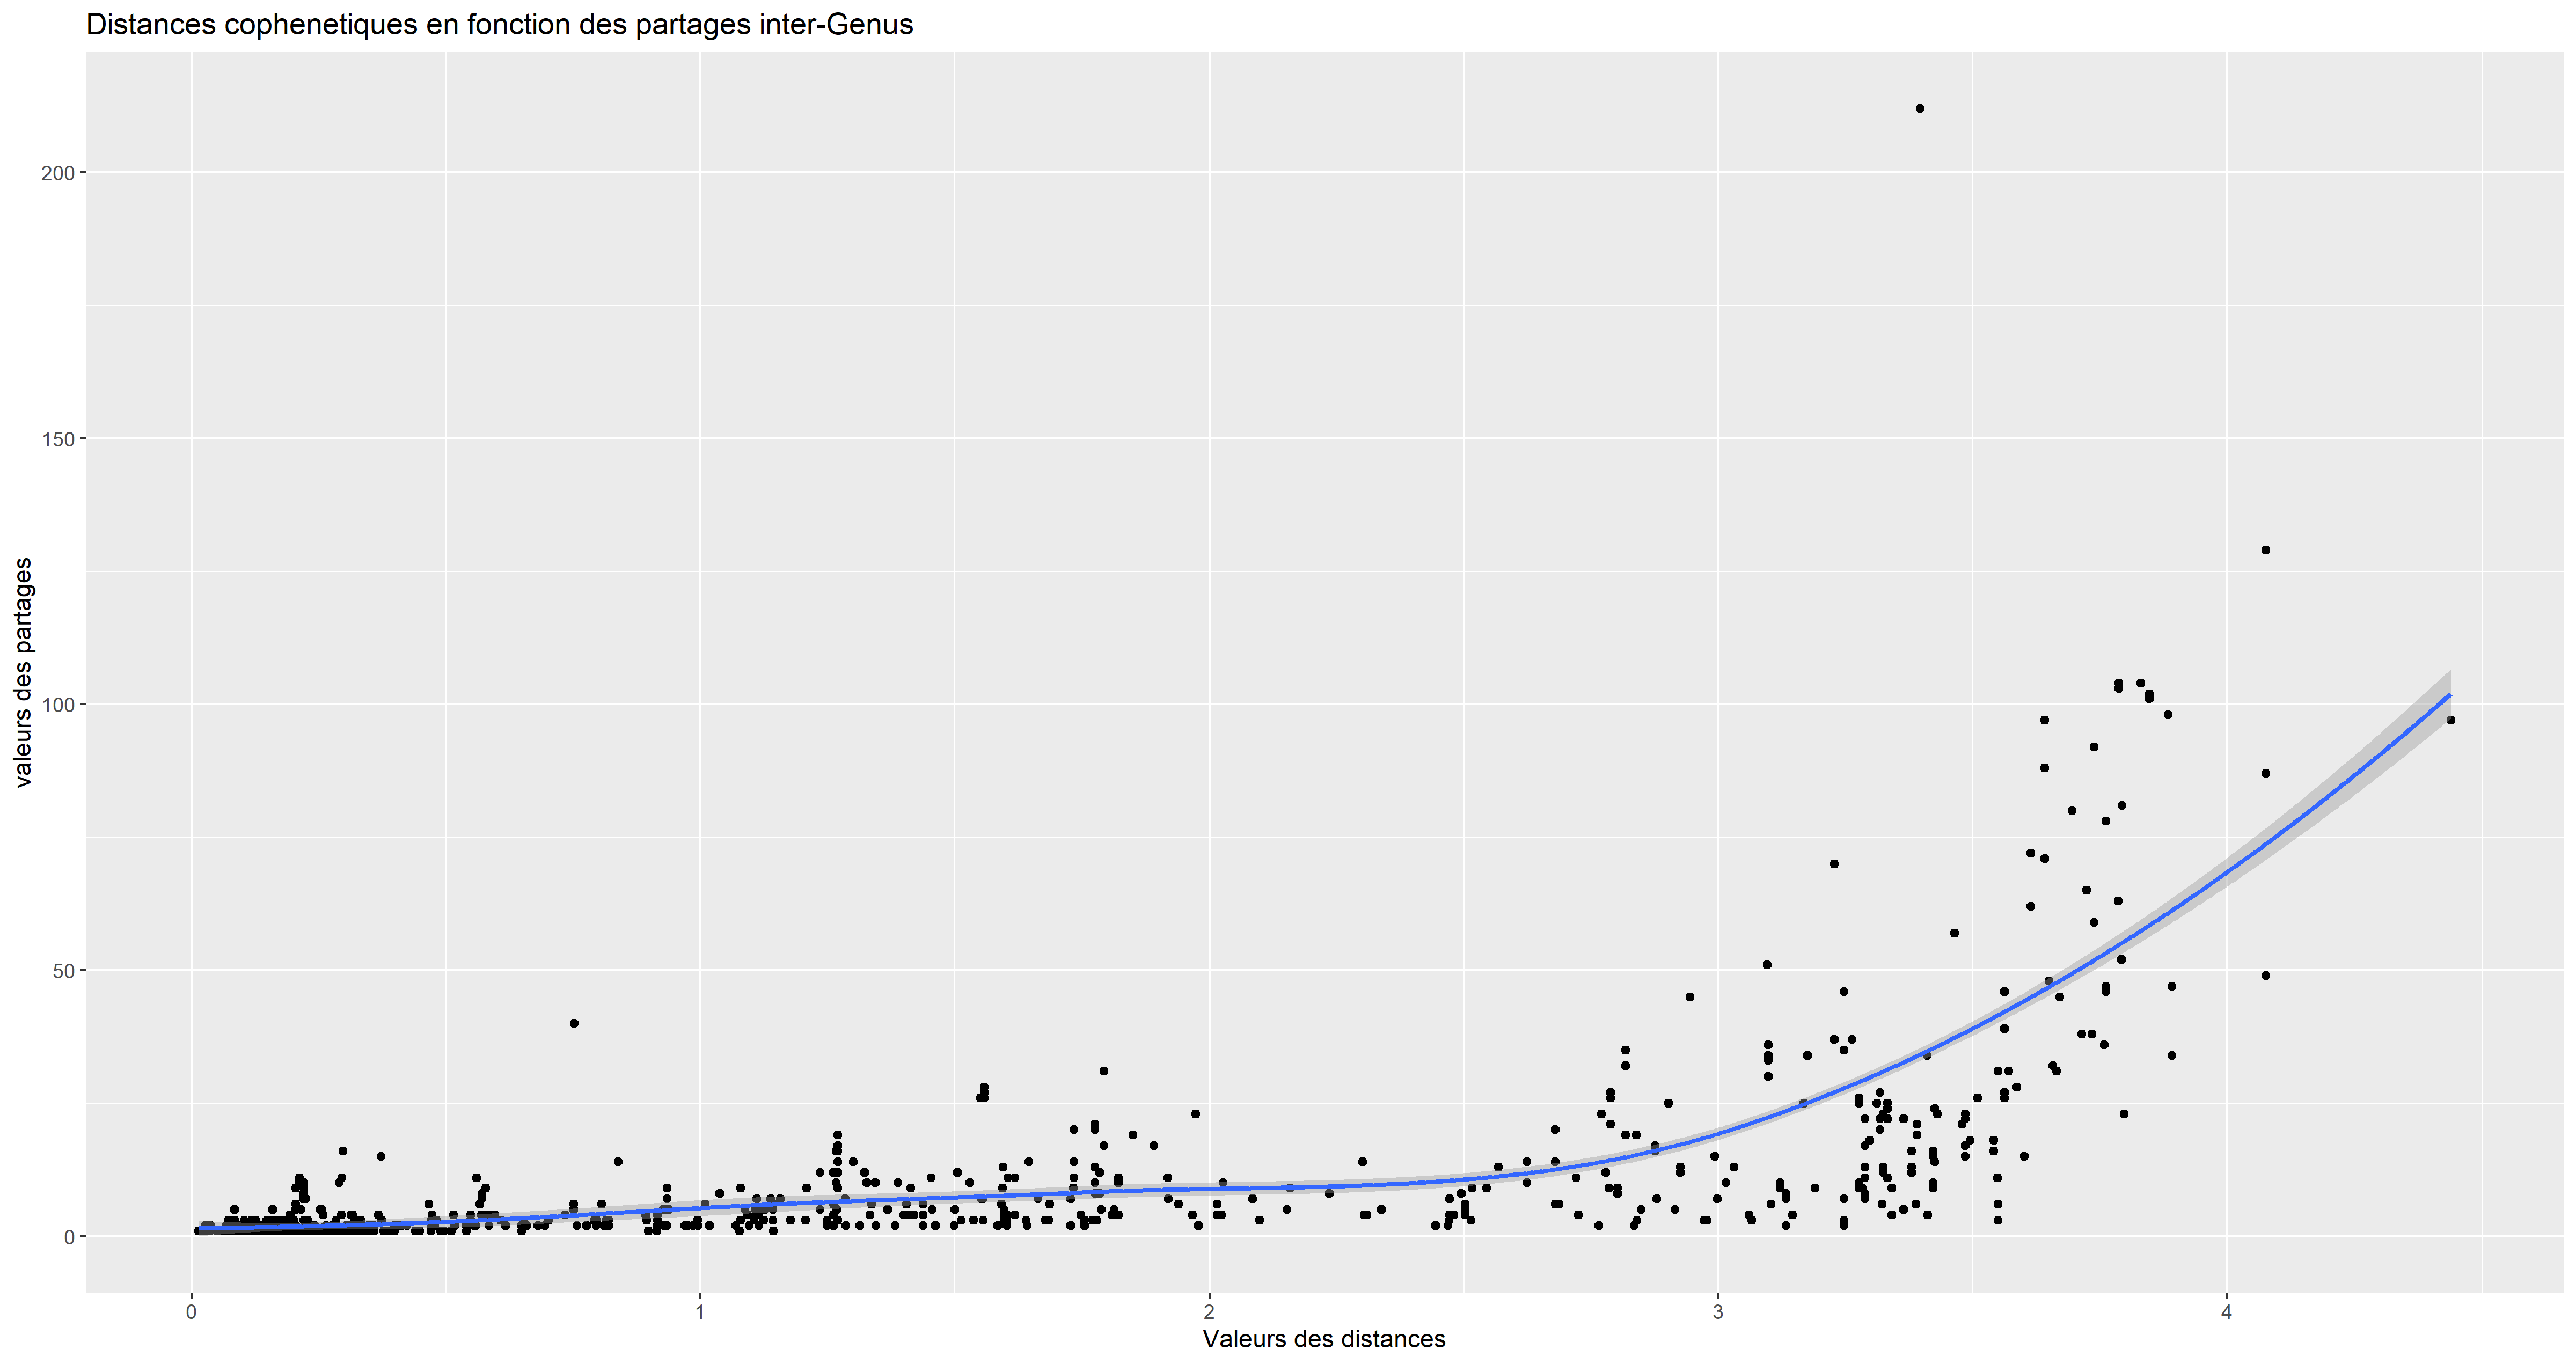 Distances cophenetiques en fonction des partages inter-Genus
valeurs des partages
200
150
100
50
0
0 1 2 3 4
Valeurs des distances